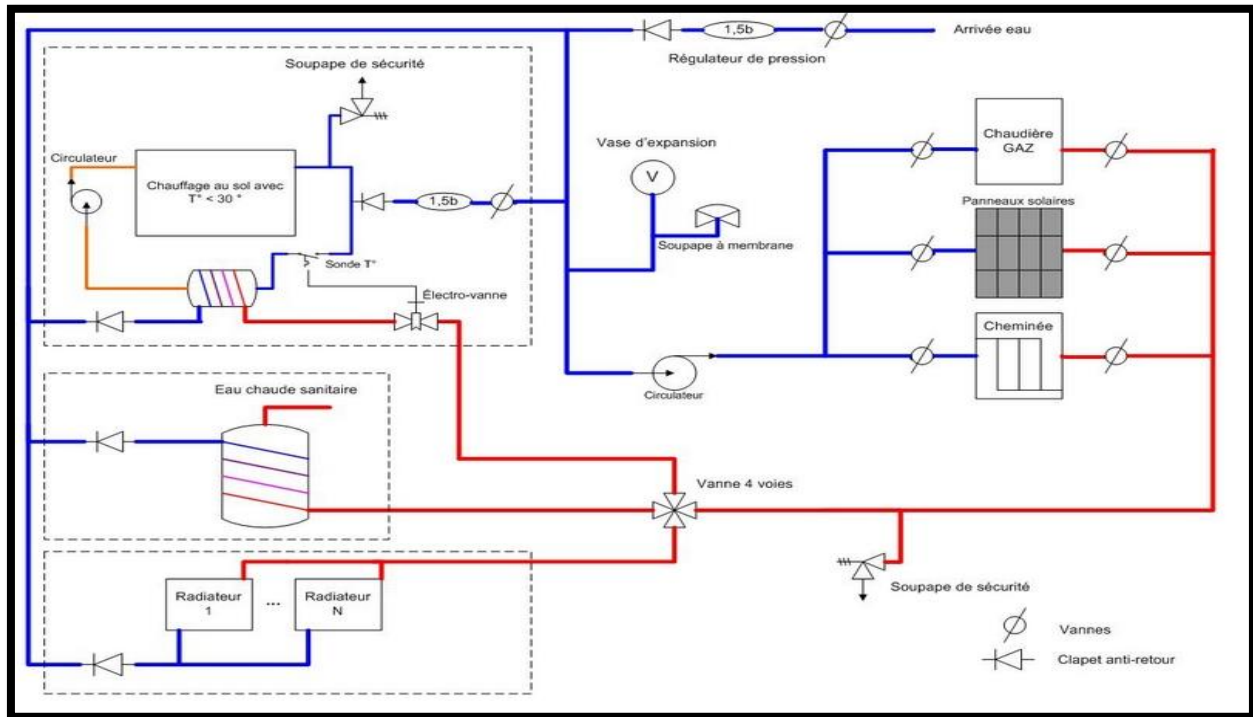 Arrivée eau
1,5b
Régulateur de pression
Soupape de sécurité
Circulateur
Chauffage au sol avec
T° < 30 °
1,5b
Sonde T°
Électro-vanne
Vase d'expansion
V
Soupape à membrane
Chaudière
GAZ
Panneaux solaires
Cheminée
Circulateur
Eau chaude sanitaire
Vanne 4 voies
Radiateur
1
...
Radiateur
N
Soupape de sécurité
Vannes
Clapet anti-retour